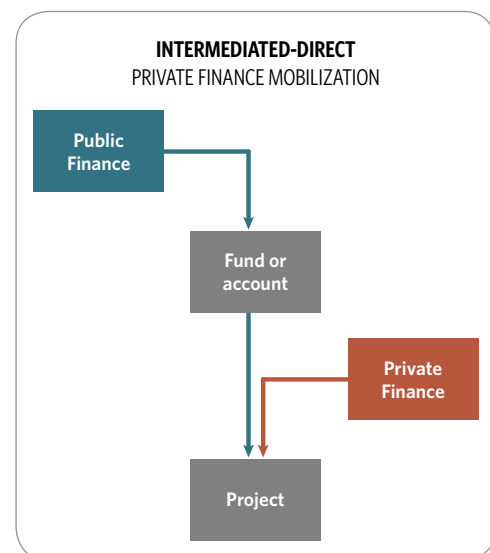 INTERMEDIATED-DIRECT
PRIVATE FINANCE MOBILIZATION
Public
Finance
Fund or
account
Private
Finance
Project